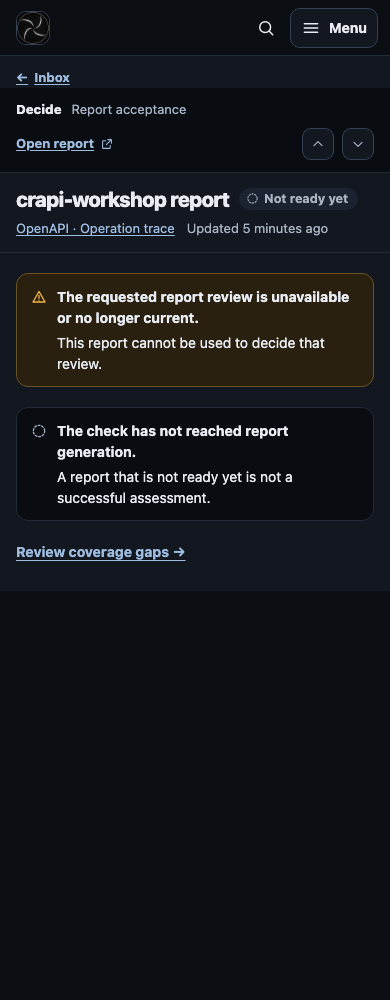 Menu
← Inbox
Decide Report acceptance
Open report
crapi-workshop report Not ready yet
OpenAPI · Operation trace Updated 5 minutes ago
The requested report review is unavailable
or no longer current.
This report cannot be used to decide that
review.
The check has not reached report
generation.
A report that is not ready yet is not a
successful assessment.
Review coverage gaps →